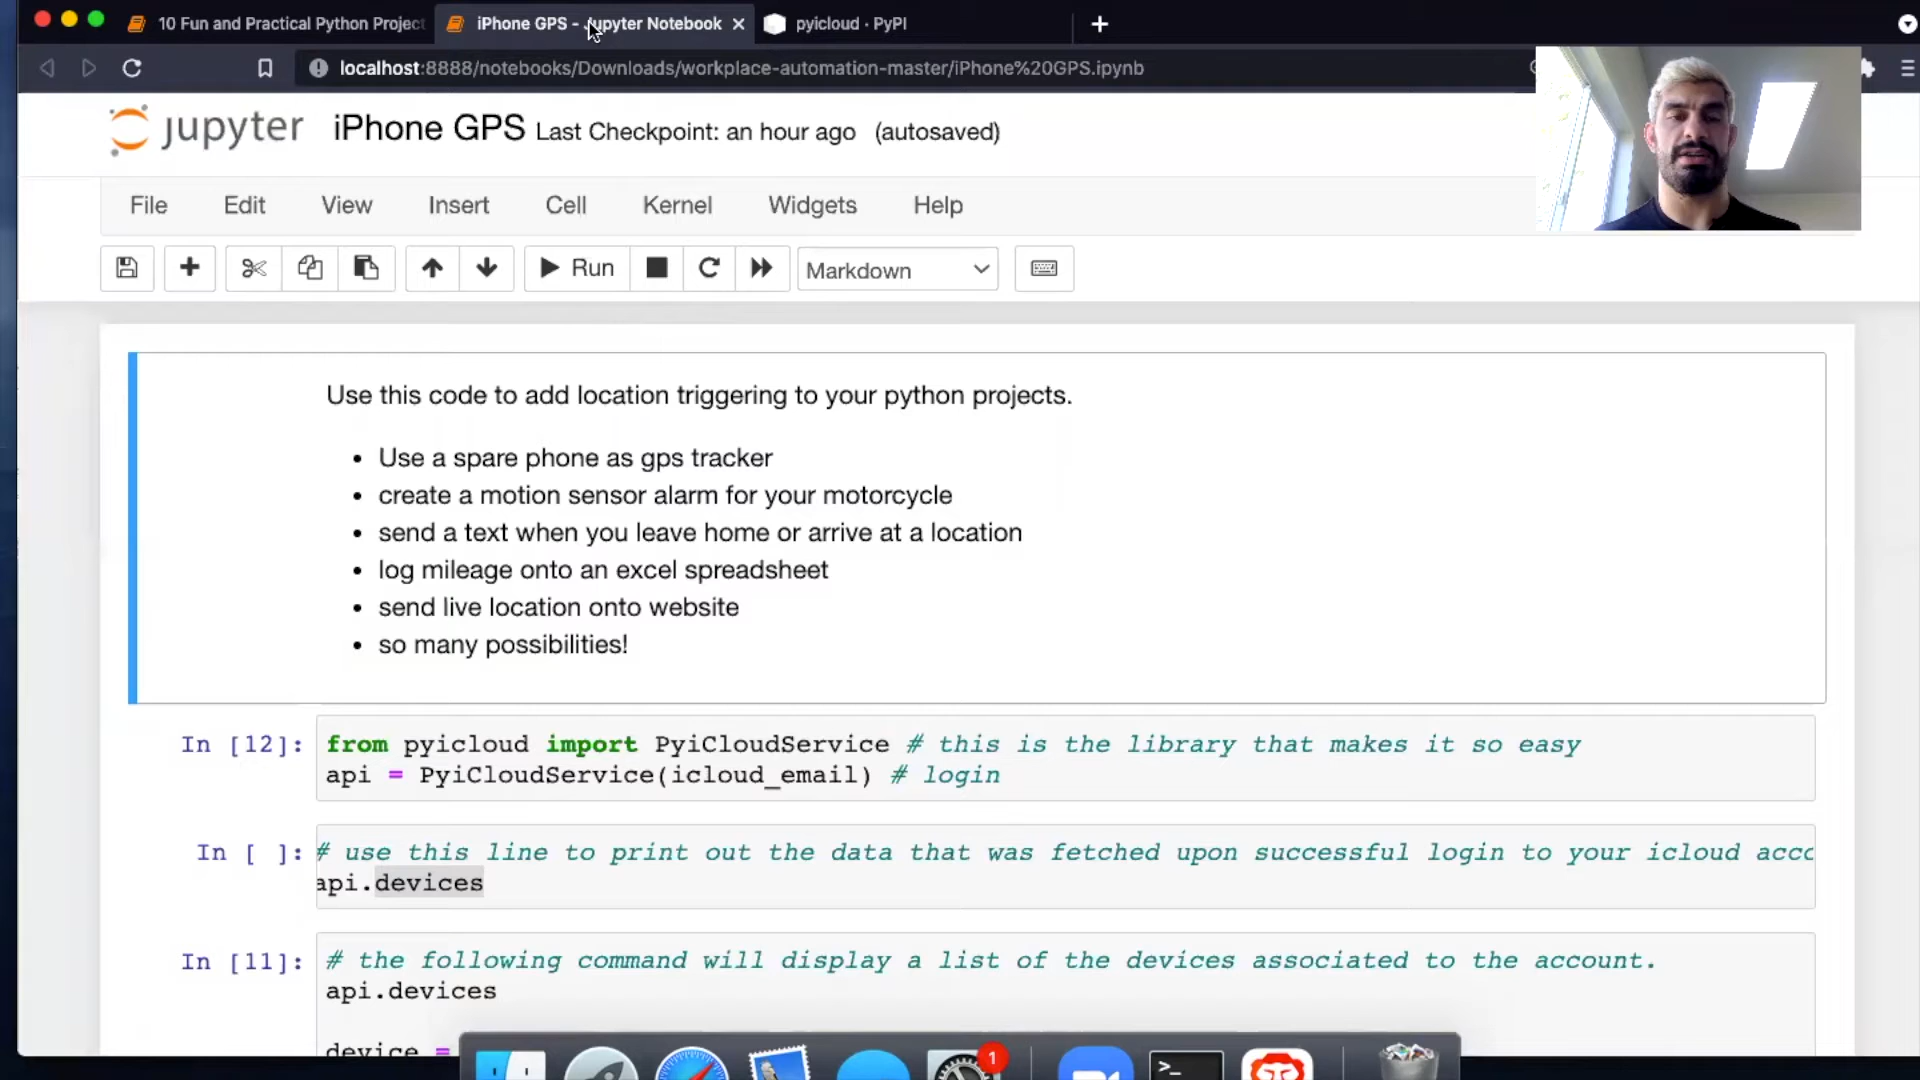 10 Fun and Practical Python Project
iPhone GPS - Jupyter Notebook
pyicloud · PyPI
localhost:8888/notebooks/Downloads/workplace-automation-master/iPhone%20GPS.ipynb
jupyter iPhone GPS Last Checkpoint: an hour ago (autosaved)
File Edit View Insert Cell Kernel Widgets Help
Run Markdown
Use this code to add location triggering to your python projects.
• Use a spare phone as gps tracker
• create a motion sensor alarm for your motorcycle
• send a text when you leave home or arrive at a location
• log mileage onto an excel spreadsheet
• send live location onto website
• so many possibilities!
In [12]: from pyicloud import PyiCloudService # this is the library that makes it so easy
api = PyiCloudService(icloud_email) # login
In [ ]: # use this line to print out the data that was fetched upon successful login to your icloud acc
api.devices
In [11]: # the following command will display a list of the devices associated to the account.
api.devices
device =
1
>_